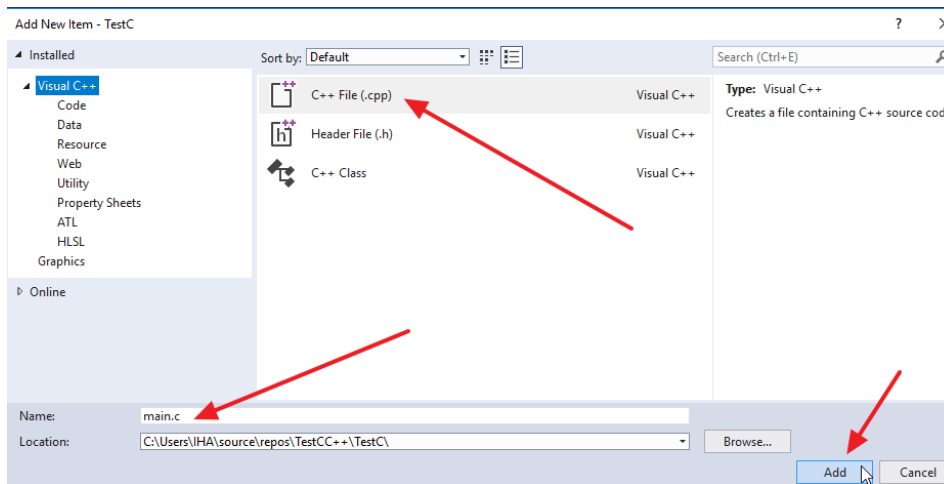 Add New Item - TestC ?
Installed
Sort by: Default
Search (Ctrl+E)
Visual C++
Code
Data
Resource
Web
Utility
Property Sheets
ATL
HLSL
Graphics
Online
C++ File (.cpp) Visual C++
Header File (.h) Visual C++
C++ Class Visual C++
Type: Visual C++
Creates a file containing C++ source cod
Name: main.c
Location: C:\Users\IHA\source\repos\TestCC++\TestC\
Browse...
Add Cancel